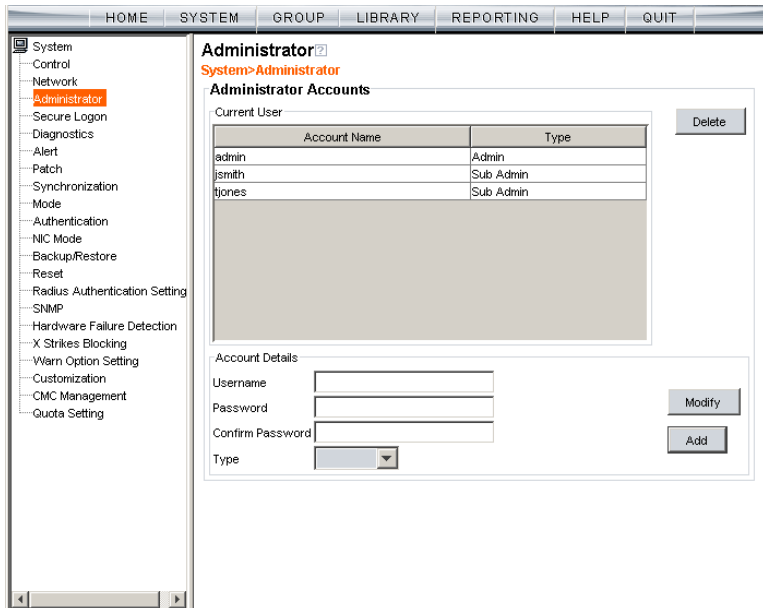 HOME SYSTEM GROUP LIBRARY REPORTING HELP QUIT
System
Control
Network
Administrator
Secure Logon
Diagnostics
Alert
Patch
Synchronization
Mode
Authentication
NIC Mode
Backup/Restore
Reset
Radius Authentication Setting
SNMP
Hardware Failure Detection
X Strikes Blocking
Warn Option Setting
Customization
CMC Management
Quota Setting
Administrator?
System>Administrator
Administrator Accounts
Current User
Account Name Type
admin Admin
jsmith Sub Admin
tjones Sub Admin
Delete
Account Details
Username
Password
Confirm Password
Type
Modify
Add